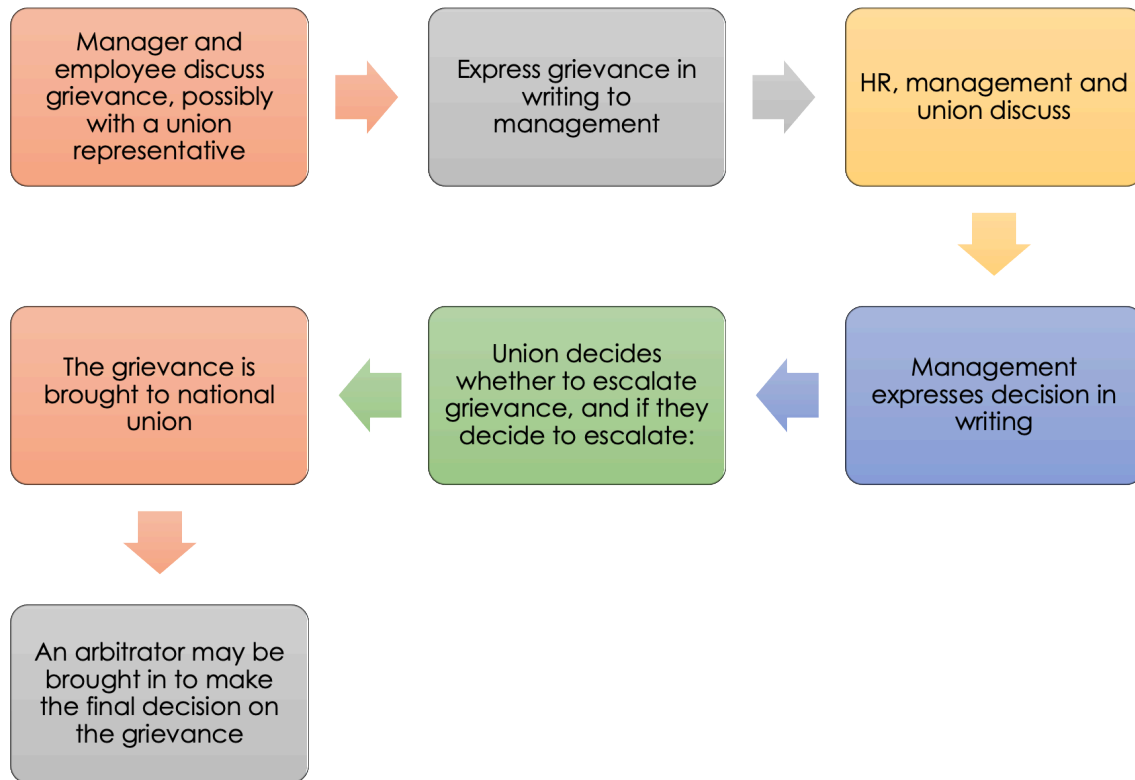 Manager and
employee discuss
grievance, possibly
with a union
representative
Express grievance in
writing to
management
HR, management and
union discuss
Management
expresses decision in
writing
Union decides
whether to escalate
grievance, and if they
decide to escalate:
The grievance is
brought to national
union
An arbitrator may be
brought in to make
the final decision on
the grievance